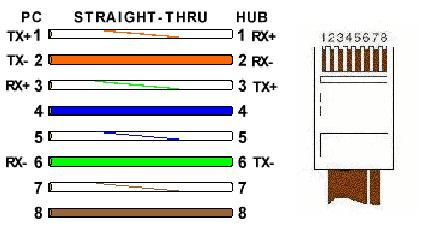 PC STRAIGHT-THRU HUB
TX+ 1 1 RX+
TX- 2 2 RX-
RX+ 3 3 TX+
4 4
5 5
RX- 6 6 TX-
7 7
8 8
12345678